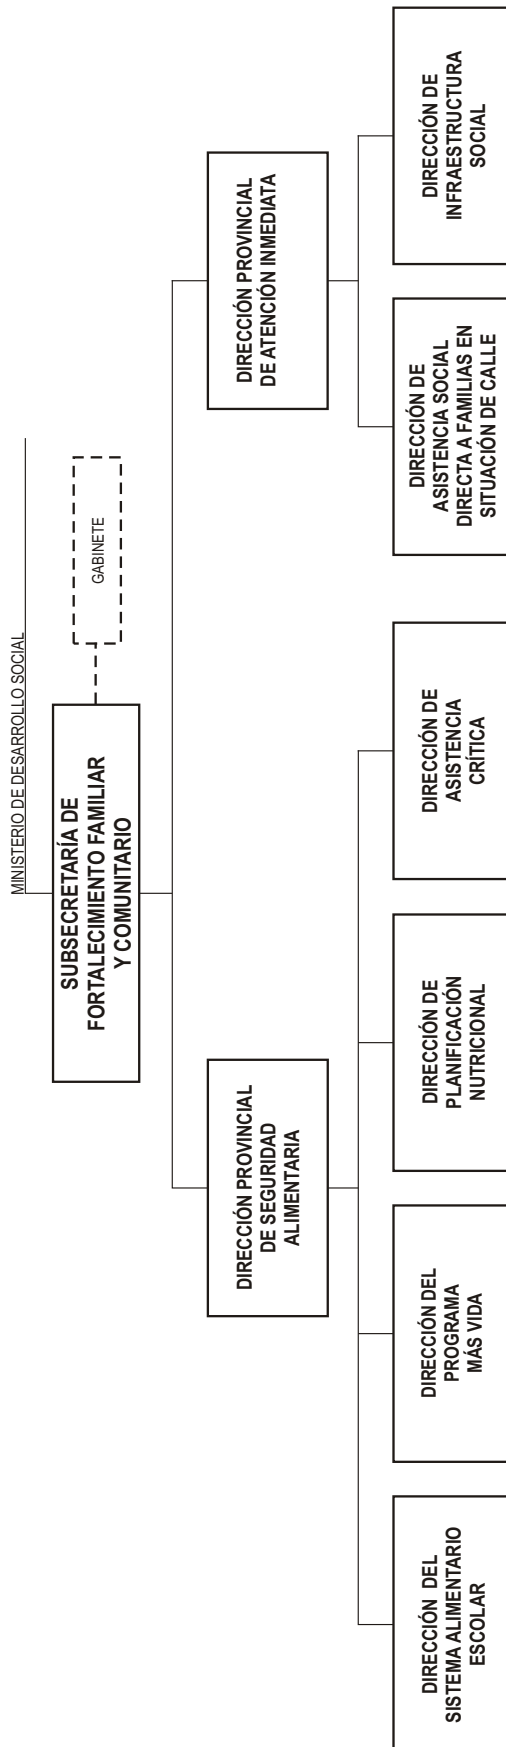 MINISTERIO DE DESARROLLO SOCIAL
SUBSECRETARÍA DE
FORTALECIMIENTO FAMILIAR
Y COMUNITARIO
GABINETE
DIRECCIÓN PROVINCIAL
DE SEGURIDAD
ALIMENTARIA
DIRECCIÓN PROVINCIAL
DE ATENCIÓN INMEDIATA
DIRECCIÓN DEL
SISTEMA ALIMENTARIO
ESCOLAR
DIRECCIÓN DEL
PROGRAMA
MÁS VIDA
DIRECCIÓN DE
PLANIFICACIÓN
NUTRICIONAL
DIRECCIÓN DE
ASISTENCIA
CRÍTICA
DIRECCIÓN DE
ASISTENCIA SOCIAL
DIRECTA A FAMILIAS EN
SITUACIÓN DE CALLE
DIRECCIÓN DE
INFRAESTRUCTURA
SOCIAL